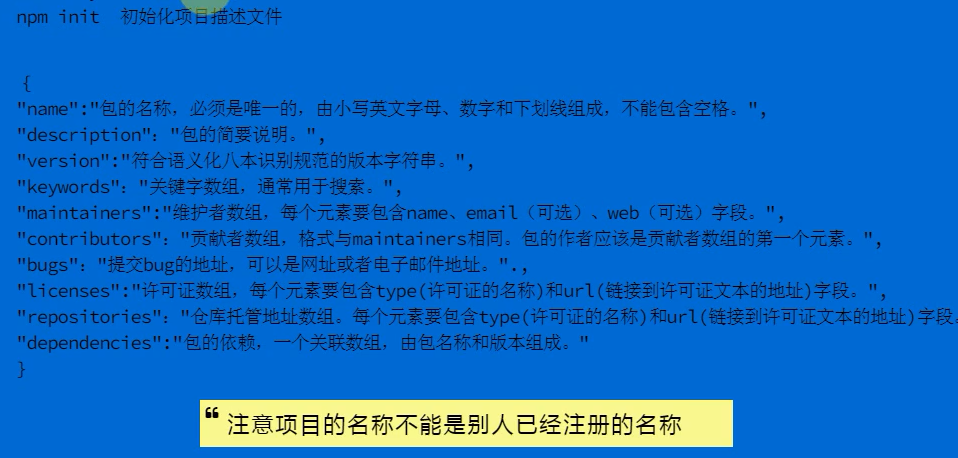 npm init  初始化项目描述文件
{
"name":"包的名称，必须是唯一的，由小写英文字母、数字和下划线组成，不能包含空格。",
"description"："包的简要说明。",
"version":"符合语义化八本识别规范的版本字符串。",
"keywords"："关键字数组，通常用于搜索。",
"maintainers":"维护者数组，每个元素要包含name、email（可选）、web（可选）字段。",
"contributors"："贡献者数组，格式与maintainers相同。包的作者应该是贡献者数组的第一个元素。",
"bugs"："提交bug的地址，可以是网址或者电子邮件地址。".,
"licenses":"许可证数组，每个元素要包含type(许可证的名称)和url(链接到许可证文本的地址)字段。",
"repositories"："仓库托管地址数组。每个元素要包含type(许可证的名称)和url(链接到许可证文本的地址)字段。
"dependencies":"包的依赖，一个关联数组，由包名称和版本组成。"
}
“ 注意项目的名称不能是别人已经注册的名称